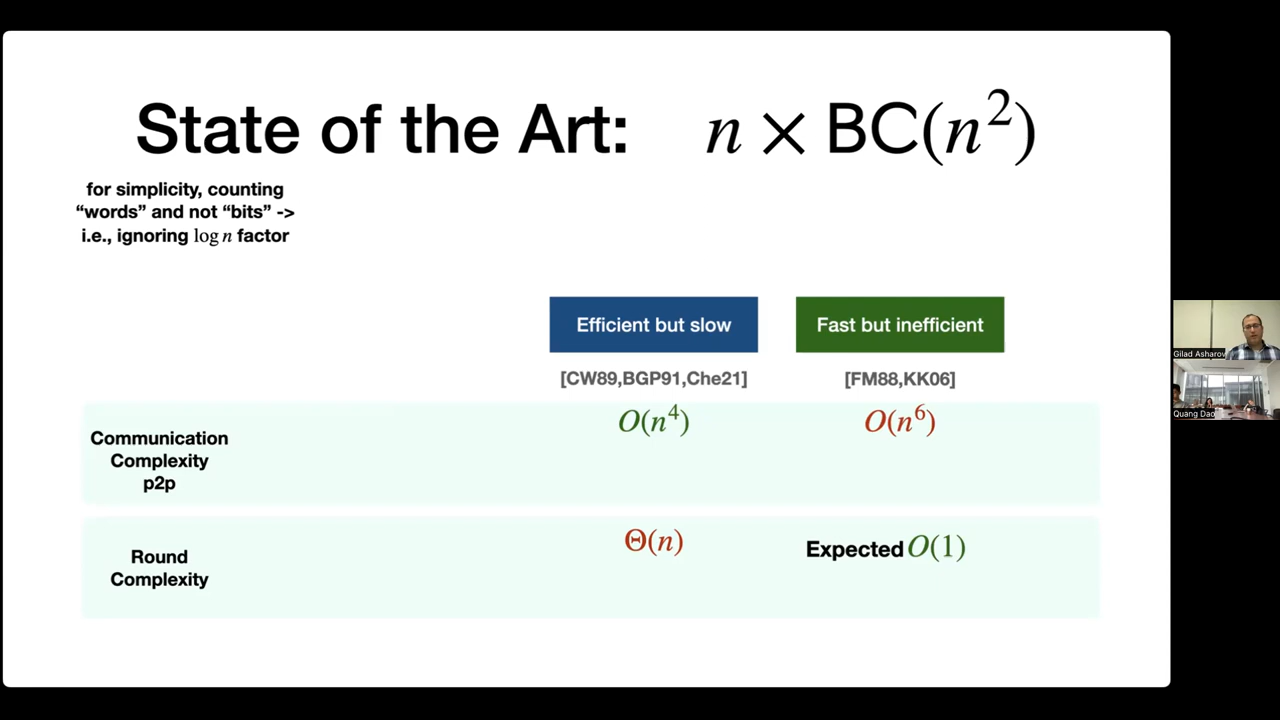 State of the Art: n × BC(n²)
for simplicity, counting
“words” and not “bits” ->
i.e., ignoring log n factor
Efficient but slow
Fast but inefficient
[CW89,BGP91,Che21]
[FM88,KK06]
Communication
Complexity
p2p
O(n⁴)
O(n⁶)
Round
Complexity
Θ(n)
Expected O(1)
Gilad Asharov
Quang Dao